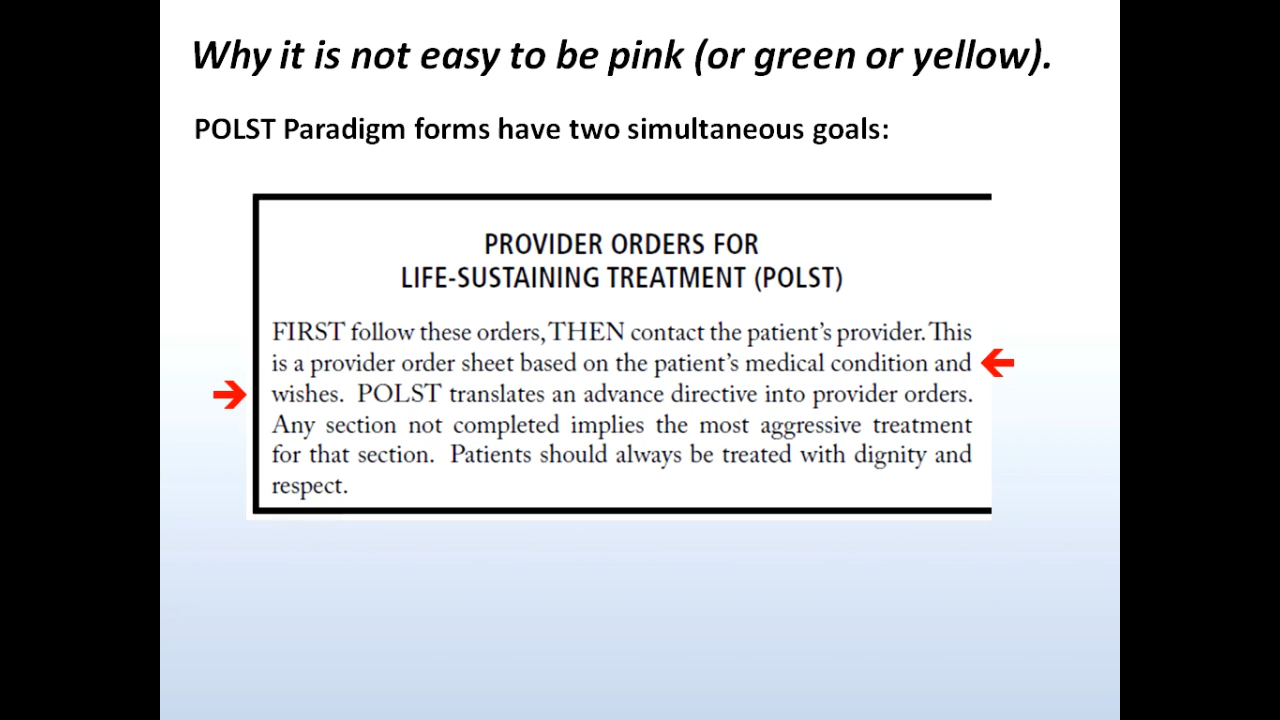 Why it is not easy to be pink (or green or yellow).
POLST Paradigm forms have two simultaneous goals:
PROVIDER ORDERS FOR
LIFE-SUSTAINING TREATMENT (POLST)
FIRST follow these orders, THEN contact the patient's provider. This
is a provider order sheet based on the patient's medical condition and
wishes. POLST translates an advance directive into provider orders.
Any section not completed implies the most aggressive treatment
for that section. Patients should always be treated with dignity and
respect.